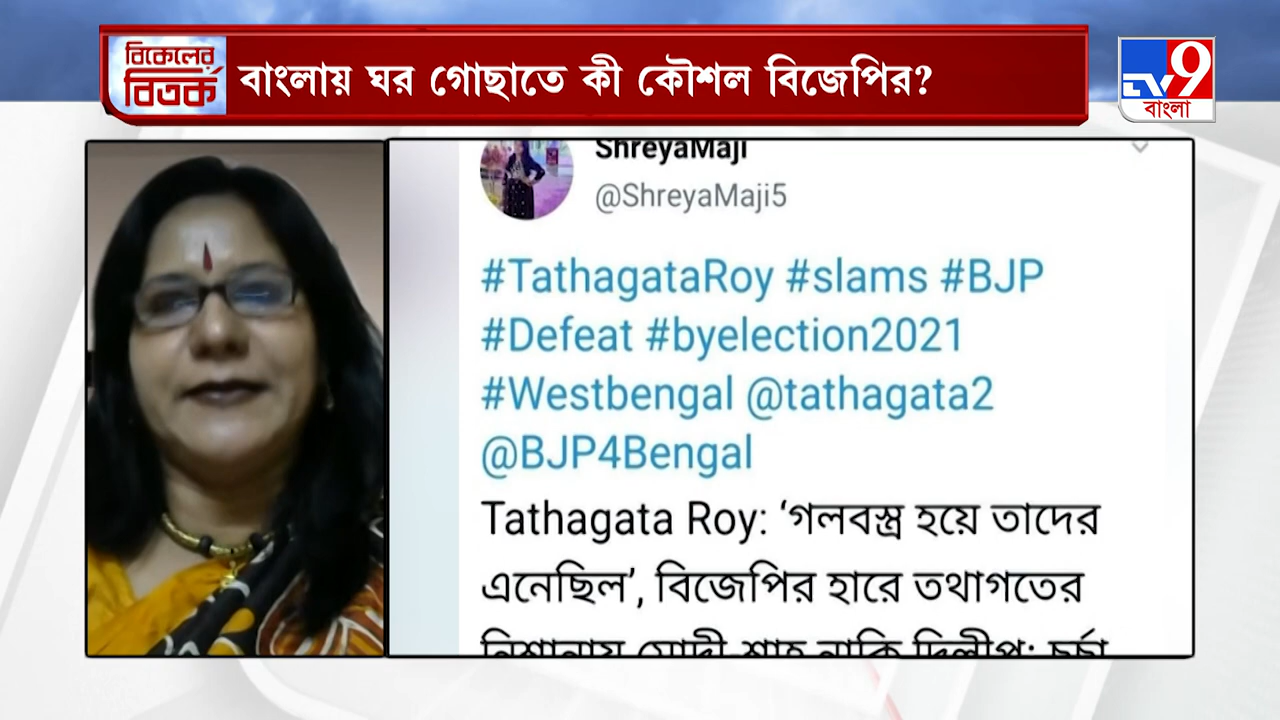 বিকেলের
বিতর্ক
বাংলায় ঘর গোছাতে কী কৌশল বিজেপির?
TV9
বাংলা
ShreyaMaji
@ShreyaMaji5
#TathagataRoy #slams #BJP
#Defeat #byelection2021
#Westbengal @tathagata2
@BJP4Bengal
Tathagata Roy: ‘গলবস্ত্র হয়ে তাদের
এনেছিল’, বিজেপির হারে তথাগতের
নিশানায় মোদী-শাহ নাকি দিলীপ; চর্চা